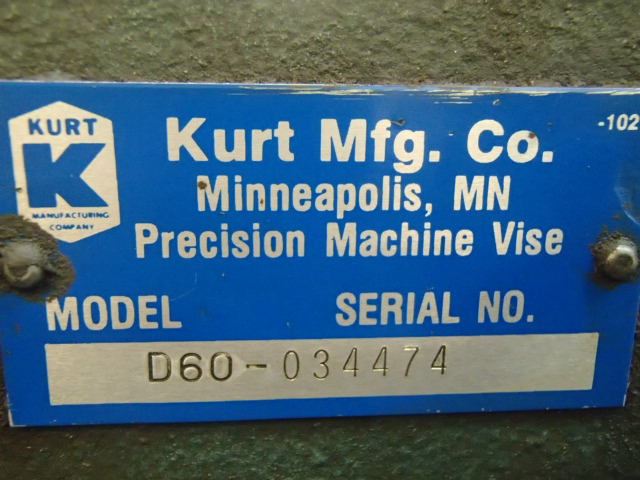 KURT
K
MANUFACTURING
COMPANY
-102
Kurt Mfg. Co.
Minneapolis, MN
Precision Machine Vise
MODEL SERIAL NO.
D60-034474